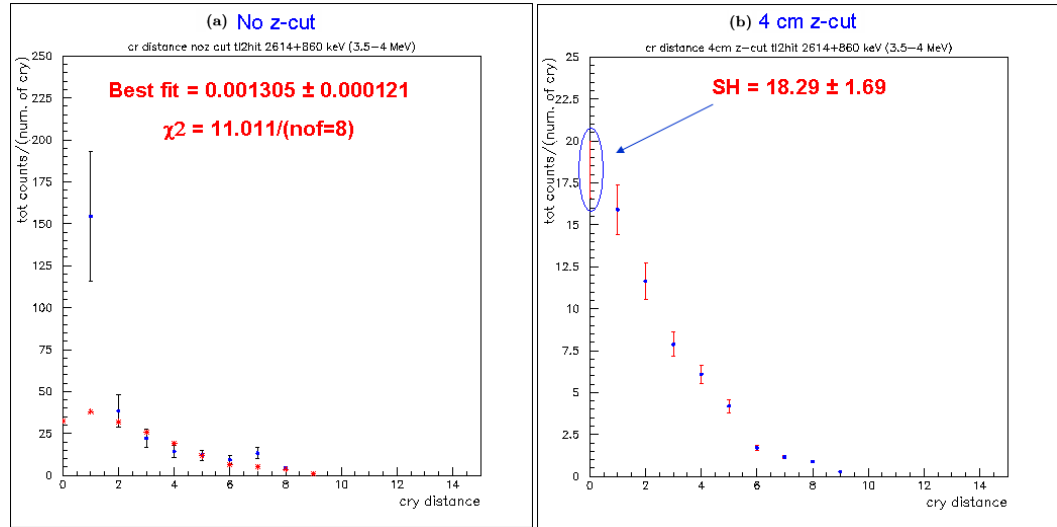 (a) No z-cut
cr distance noz cut tl2hit 2614+860 keV (3.5-4 MeV)
tot counts/(num. of cry)
250
225
200
175
150
125
100
75
50
25
0
Best fit = 0.001305 ± 0.000121
χ2 = 11.011/(nof=8)
0 2 4 6 8 10 12 14
cry distance
(b) 4 cm z-cut
cr distance 4cm z-cut tl2hit 2614+860 keV (3.5-4 MeV)
tot counts/(num. of cry)
25
22.5
20
17.5
15
12.5
10
7.5
5
2.5
0
SH = 18.29 ± 1.69
0 2 4 6 8 10 12 14
cry distance